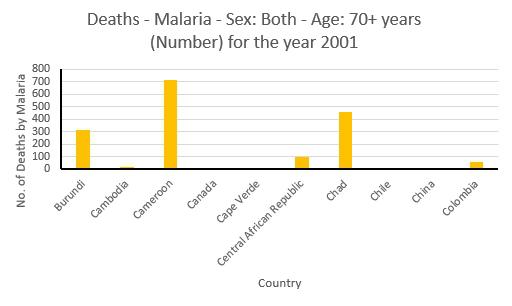 Deaths - Malaria - Sex: Both - Age: 70+ years
(Number) for the year 2001
No. of Deaths by Malaria
800
700
600
500
400
300
200
100
0
Burundi
Cambodia
Cameroon
Canada
Cape Verde
Central African Republic
Chad
Chile
China
Colombia
Country